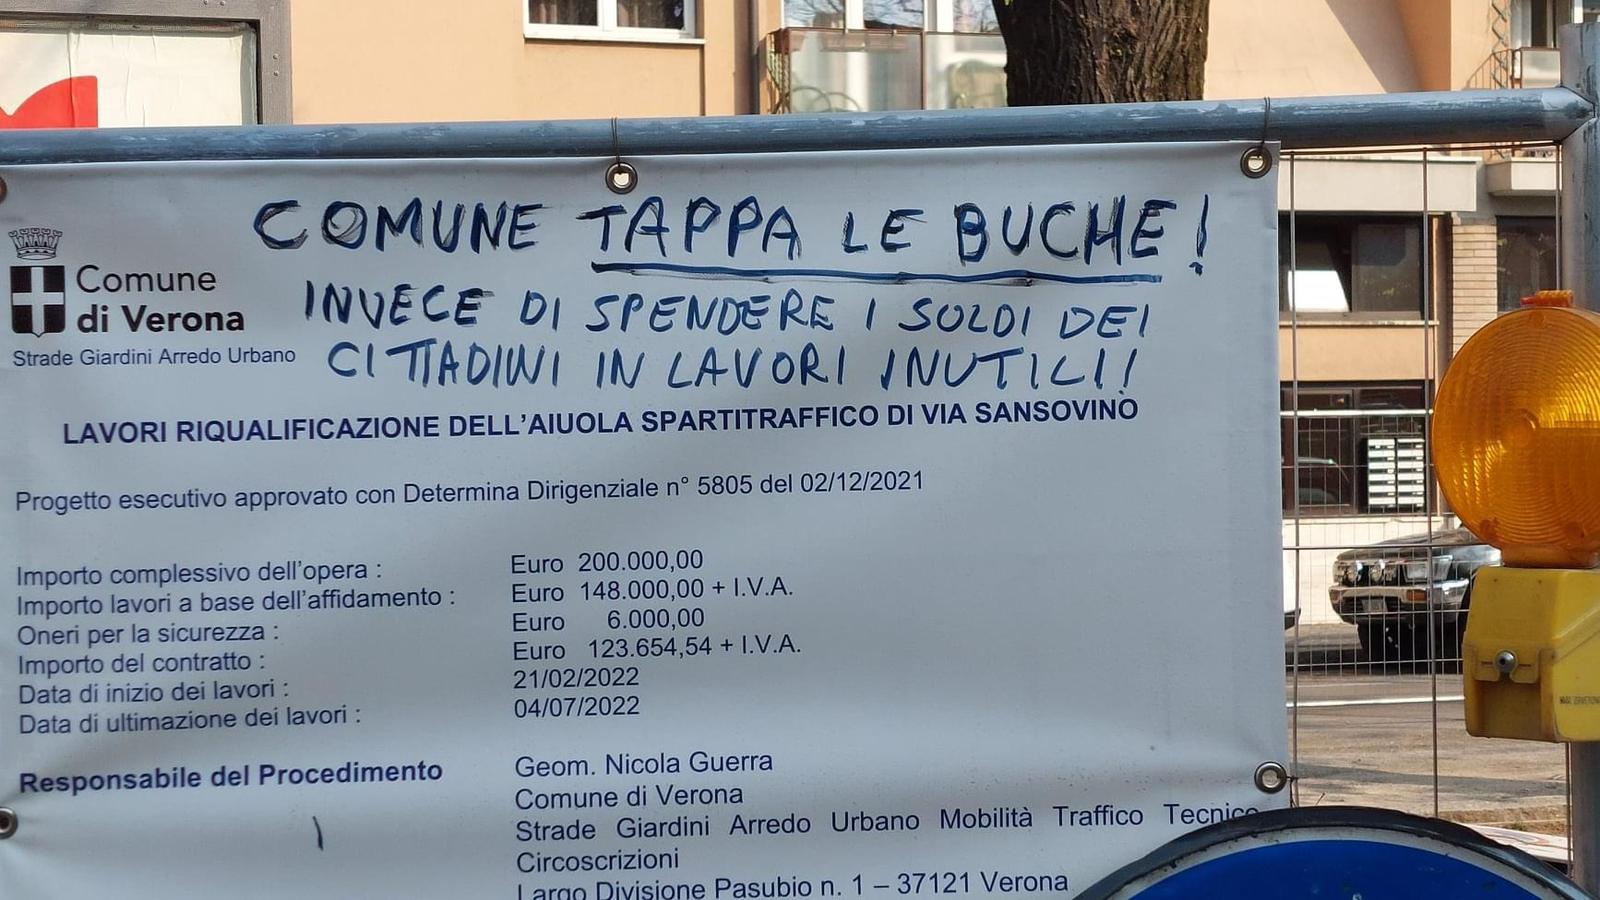 COMUNE TAPPA LE BUCHE!
INVECE DI SPENDERE I SOLDI DEI
CITTADINI IN LAVORI INUTILI!
Comune
di Verona
Strade Giardini Arredo Urbano
LAVORI RIQUALIFICAZIONE DELL'AIUOLA SPARTITRAFFICO DI VIA SANSOVINO
Progetto esecutivo approvato con Determina Dirigenziale n° 5805 del 02/12/2021
Importo complessivo dell'opera : Euro 200.000,00
Importo lavori a base dell'affidamento : Euro 148.000,00 + I.V.A.
Oneri per la sicurezza : Euro 6.000,00
Importo del contratto : Euro 123.654,54 + I.V.A.
Data di inizio dei lavori : 21/02/2022
Data di ultimazione dei lavori : 04/07/2022
Responsabile del Procedimento Geom. Nicola Guerra
Comune di Verona
Strade Giardini Arredo Urbano Mobilità Traffico Tecnico
Circoscrizioni
Largo Divisione Pasubio n. 1 – 37121 Verona